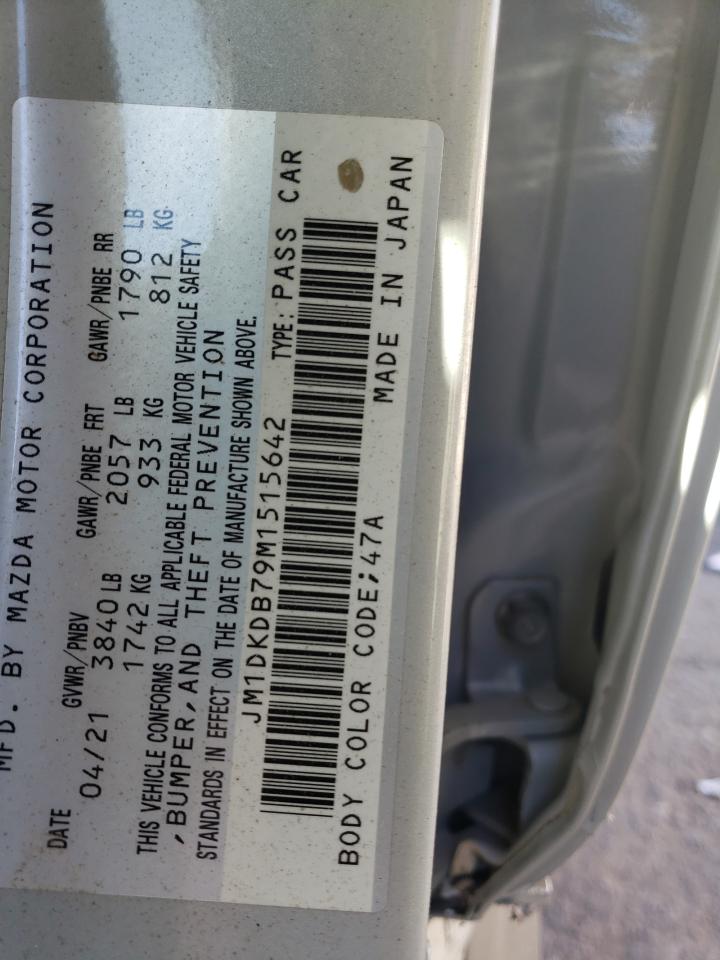 MFD. BY MAZDA MOTOR CORPORATION
DATE GVWR/PNBV GAWR/PNBE FRT GAWR/PNBE RR
04/21 3840 LB 2057 LB 1790 LB
1742 KG 933 KG 812 KG
THIS VEHICLE CONFORMS TO ALL APPLICABLE FEDERAL MOTOR VEHICLE SAFETY
,BUMPER,AND THEFT PREVENTION
STANDARDS IN EFFECT ON THE DATE OF MANUFACTURE SHOWN ABOVE.
JM1DKDB79M1515642 TYPE: PASS CAR
BODY COLOR CODE;47A MADE IN JAPAN